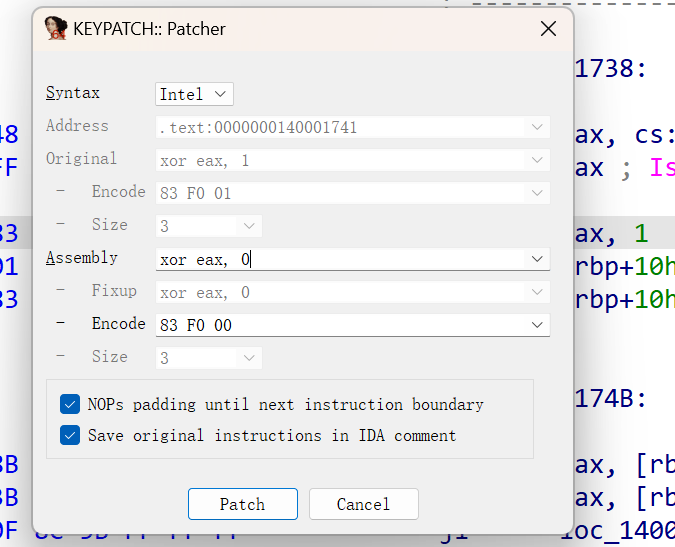 KEYPATCH:: Patcher
Syntax Intel
Address .text:0000000140001741
Original xor eax, 1
- Encode 83 F0 01
- Size 3
Assembly xor eax, 0
- Fixup xor eax, 0
- Encode 83 F0 00
- Size 3
NOPs padding until next instruction boundary
Save original instructions in IDA comment
Patch Cancel
1738:
48 ax, cs:
FF ax ; Is
83 ax, 1
01 rbp+10h
83 rbp+10h
174B:
8B ax, [rb
8B ax, [rb
0F
loc_1400